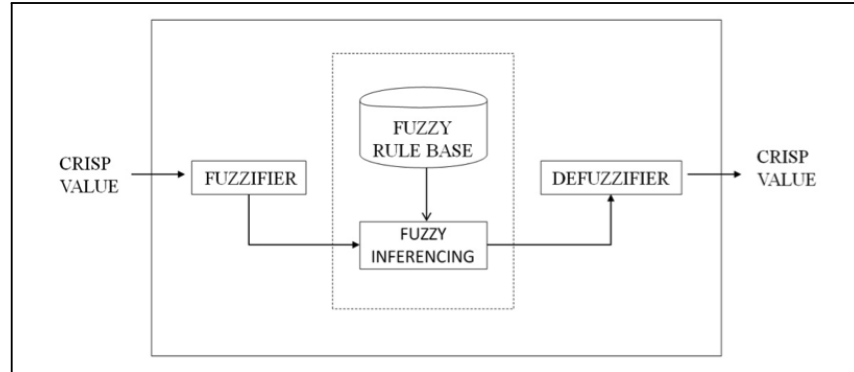 CRISP
VALUE
FUZZIFIER
FUZZY
RULE BASE
FUZZY
INFERENCING
DEFUZZIFIER
CRISP
VALUE